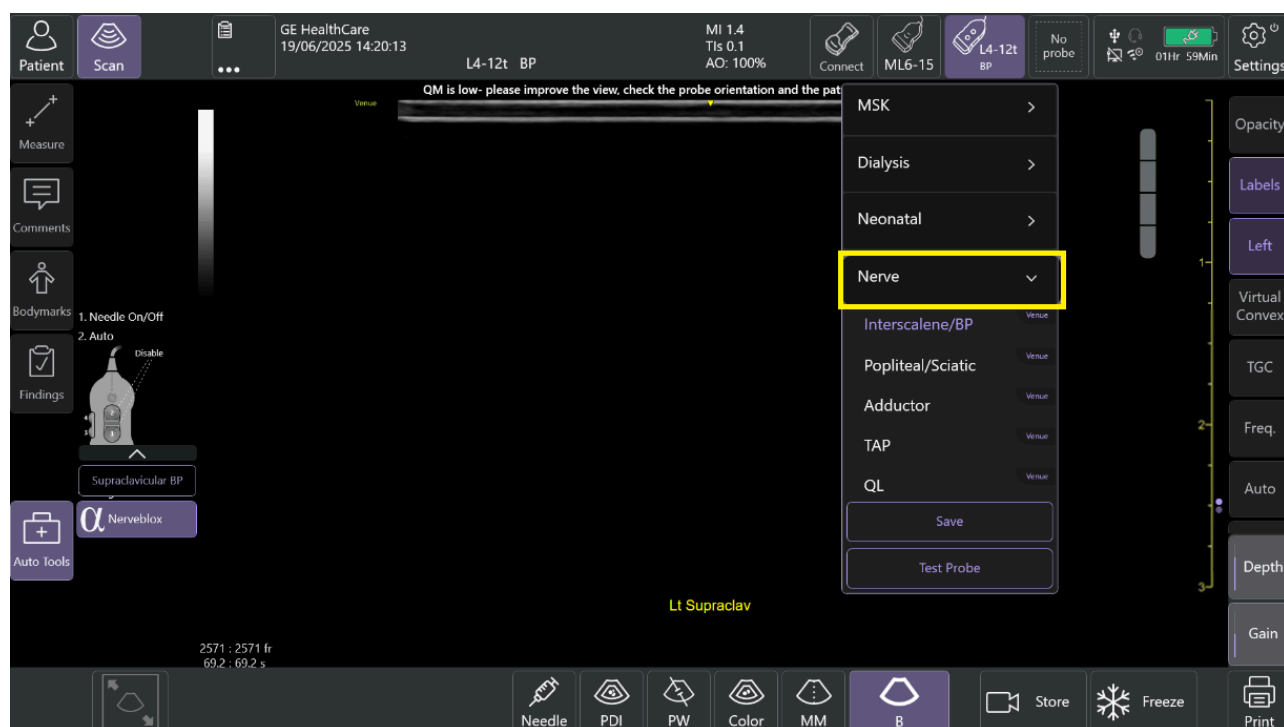 Patient
Scan
GE HealthCare
19/06/2025 14:20:13
L4-12t BP
MI 1.4
TIs 0.1
AO: 100%
Connect
ML6-15
L4-12t
BP
No
probe
01Hr 59Min
Settings
QM is low- please improve the view, check the probe orientation and the pat
Venue
Measure
Comments
Bodymarks
Findings
Auto Tools
1. Needle On/Off
2. Auto
Disable
Supraclavicular BP
α Nerveblox
MSK
Dialysis
Neonatal
Nerve
Interscalene/BP Venue
Popliteal/Sciatic Venue
Adductor Venue
TAP Venue
QL Venue
Save
Test Probe
1
2
3
Lt Supraclav
2571 : 2571 fr
69.2 : 69.2 s
Opacity
Labels
Left
Virtual
Convex
TGC
Freq.
Auto
Depth
Gain
Needle
PDI
PW
Color
MM
B
Store
Freeze
Print